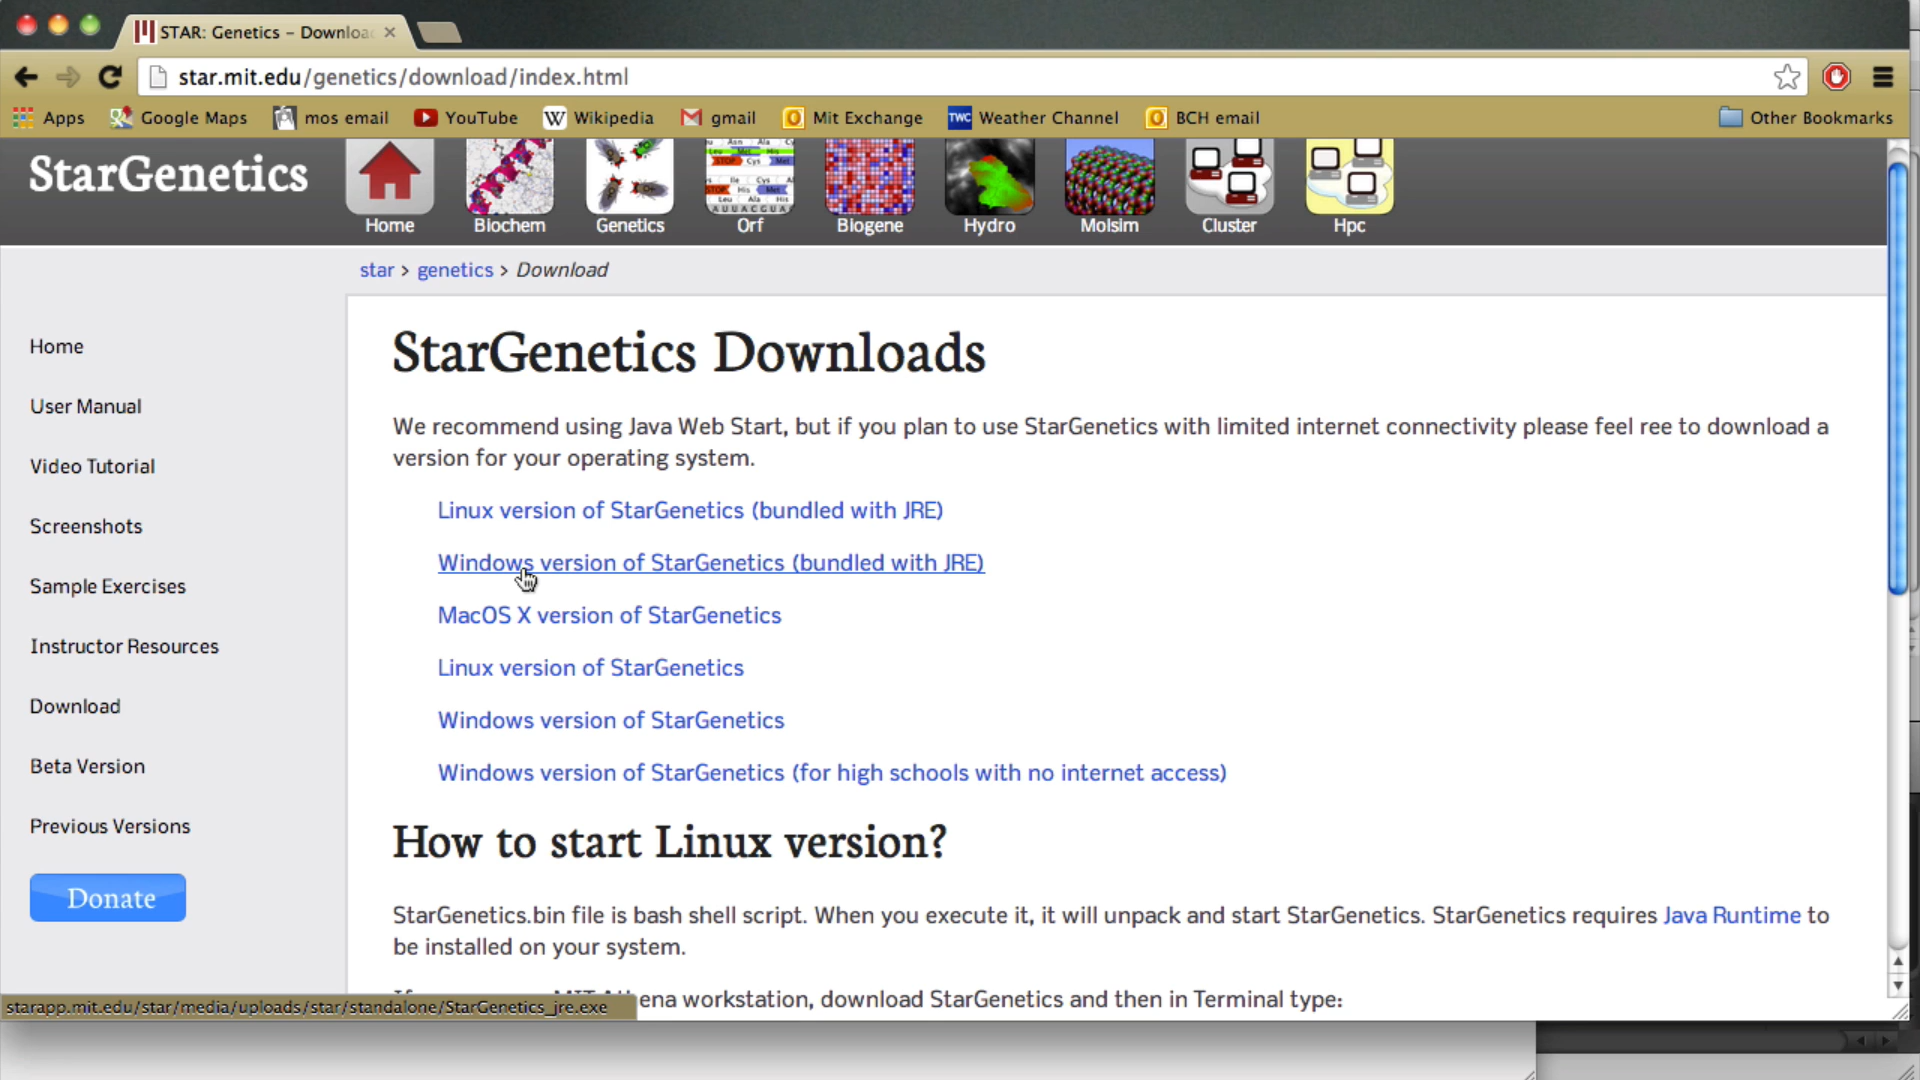 STAR: Genetics – Downloa
star.mit.edu/genetics/download/index.html
Apps Google Maps mos email YouTube W Wikipedia gmail Mit Exchange TWC Weather Channel BCH email Other Bookmarks
StarGenetics
Home Biochem Genetics Orf Biogene Hydro Molsim Cluster Hpc
star > genetics > Download
Home
User Manual
Video Tutorial
Screenshots
Sample Exercises
Instructor Resources
Download
Beta Version
Previous Versions
Donate
StarGenetics Downloads
We recommend using Java Web Start, but if you plan to use StarGenetics with limited internet connectivity please feel ree to download a
version for your operating system.
Linux version of StarGenetics (bundled with JRE)
Windows version of StarGenetics (bundled with JRE)
MacOS X version of StarGenetics
Linux version of StarGenetics
Windows version of StarGenetics
Windows version of StarGenetics (for high schools with no internet access)
How to start Linux version?
StarGenetics.bin file is bash shell script. When you execute it, it will unpack and start StarGenetics. StarGenetics requires Java Runtime to
be installed on your system.
ena workstation, download StarGenetics and then in Terminal type:
starapp.mit.edu/star/media/uploads/star/standalone/StarGenetics_jre.exe